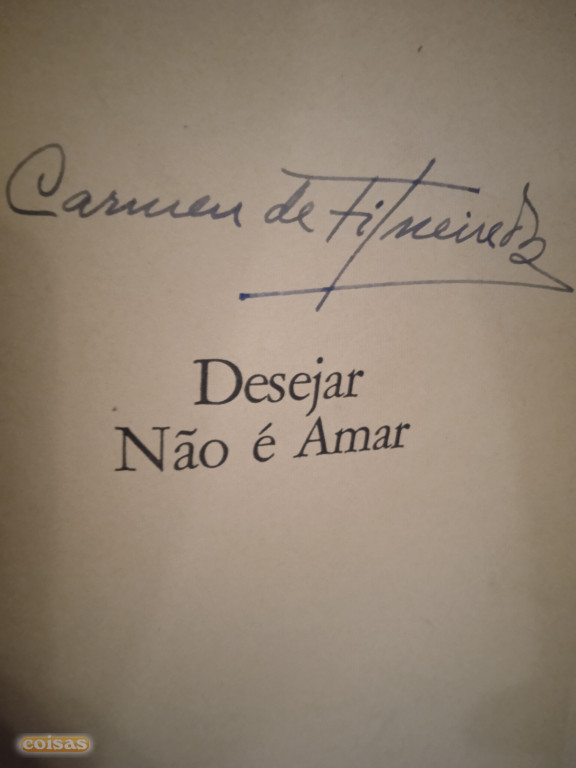 Carmen de Figueiredo
Desejar
Não é Amar
coisas